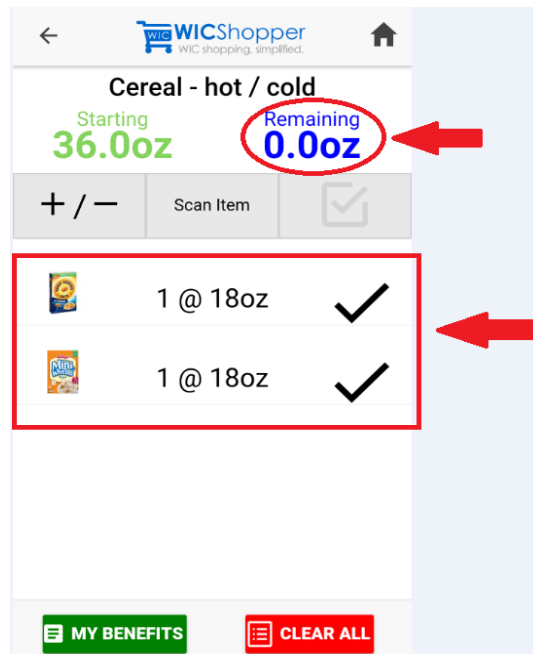 WIC WICShopper
WIC shopping, simplified.
Cereal - hot / cold
Starting Remaining
36.0oz 0.0oz
+ / − Scan Item
1 @ 18oz
Mini
1 @ 18oz
MY BENEFITS CLEAR ALL